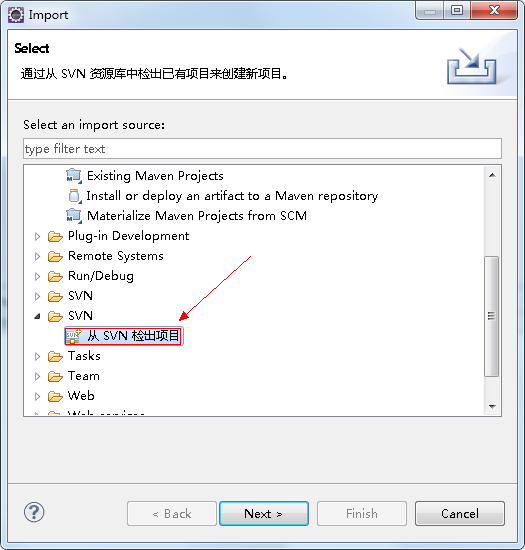 Import
Select
通过从 SVN 资源库中检出已有项目来创建新项目。
Select an import source:
type filter text
Existing Maven Projects
Install or deploy an artifact to a Maven repository
Materialize Maven Projects from SCM
Plug-in Development
Remote Systems
Run/Debug
SVN
SVN
从 SVN 检出项目
Tasks
Team
Web
Web services
< Back
Next >
Finish
Cancel